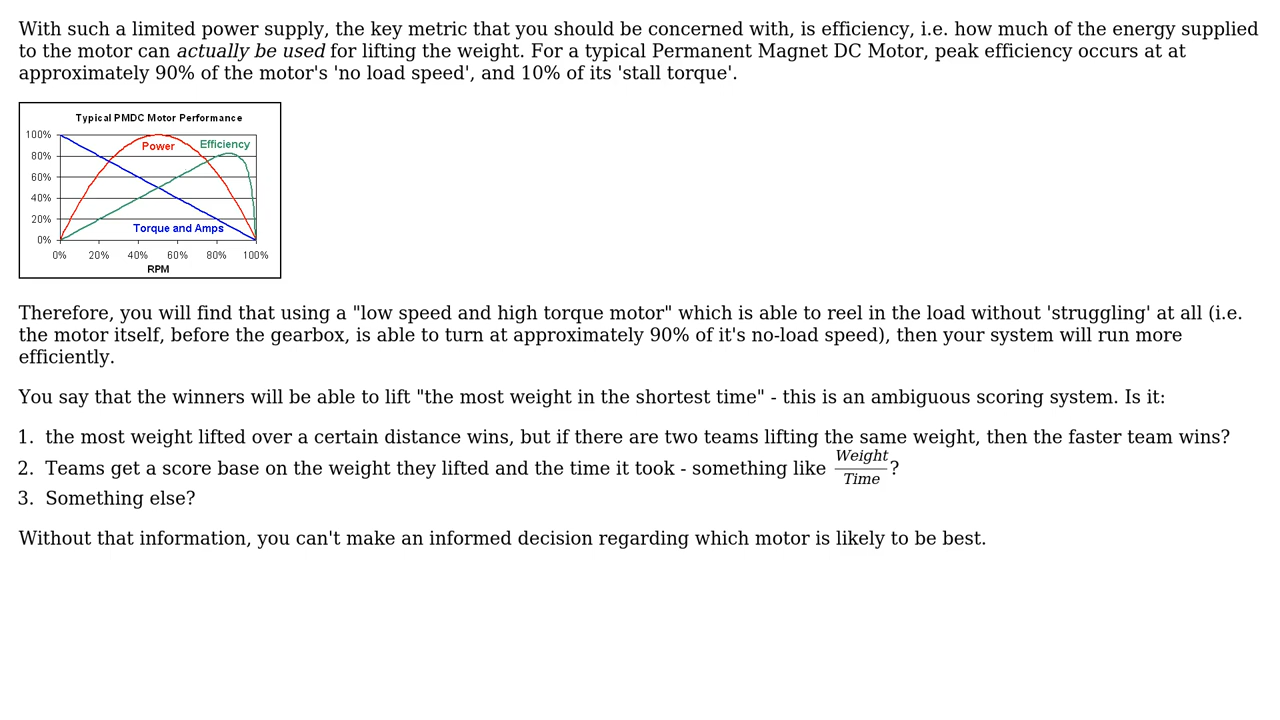 With such a limited power supply, the key metric that you should be concerned with, is efficiency, i.e. how much of the energy supplied
to the motor can actually be used for lifting the weight. For a typical Permanent Magnet DC Motor, peak efficiency occurs at at
approximately 90% of the motor's 'no load speed', and 10% of its 'stall torque'.
Typical PMDC Motor Performance
100%
80%
60%
40%
20%
0%
Power
Efficiency
Torque and Amps
0% 20% 40% 60% 80% 100%
RPM
Therefore, you will find that using a "low speed and high torque motor" which is able to reel in the load without 'struggling' at all (i.e.
the motor itself, before the gearbox, is able to turn at approximately 90% of it's no-load speed), then your system will run more
efficiently.
You say that the winners will be able to lift "the most weight in the shortest time" - this is an ambiguous scoring system. Is it:
1. the most weight lifted over a certain distance wins, but if there are two teams lifting the same weight, then the faster team wins?
2. Teams get a score base on the weight they lifted and the time it took - something like Weight/Time?
3. Something else?
Without that information, you can't make an informed decision regarding which motor is likely to be best.